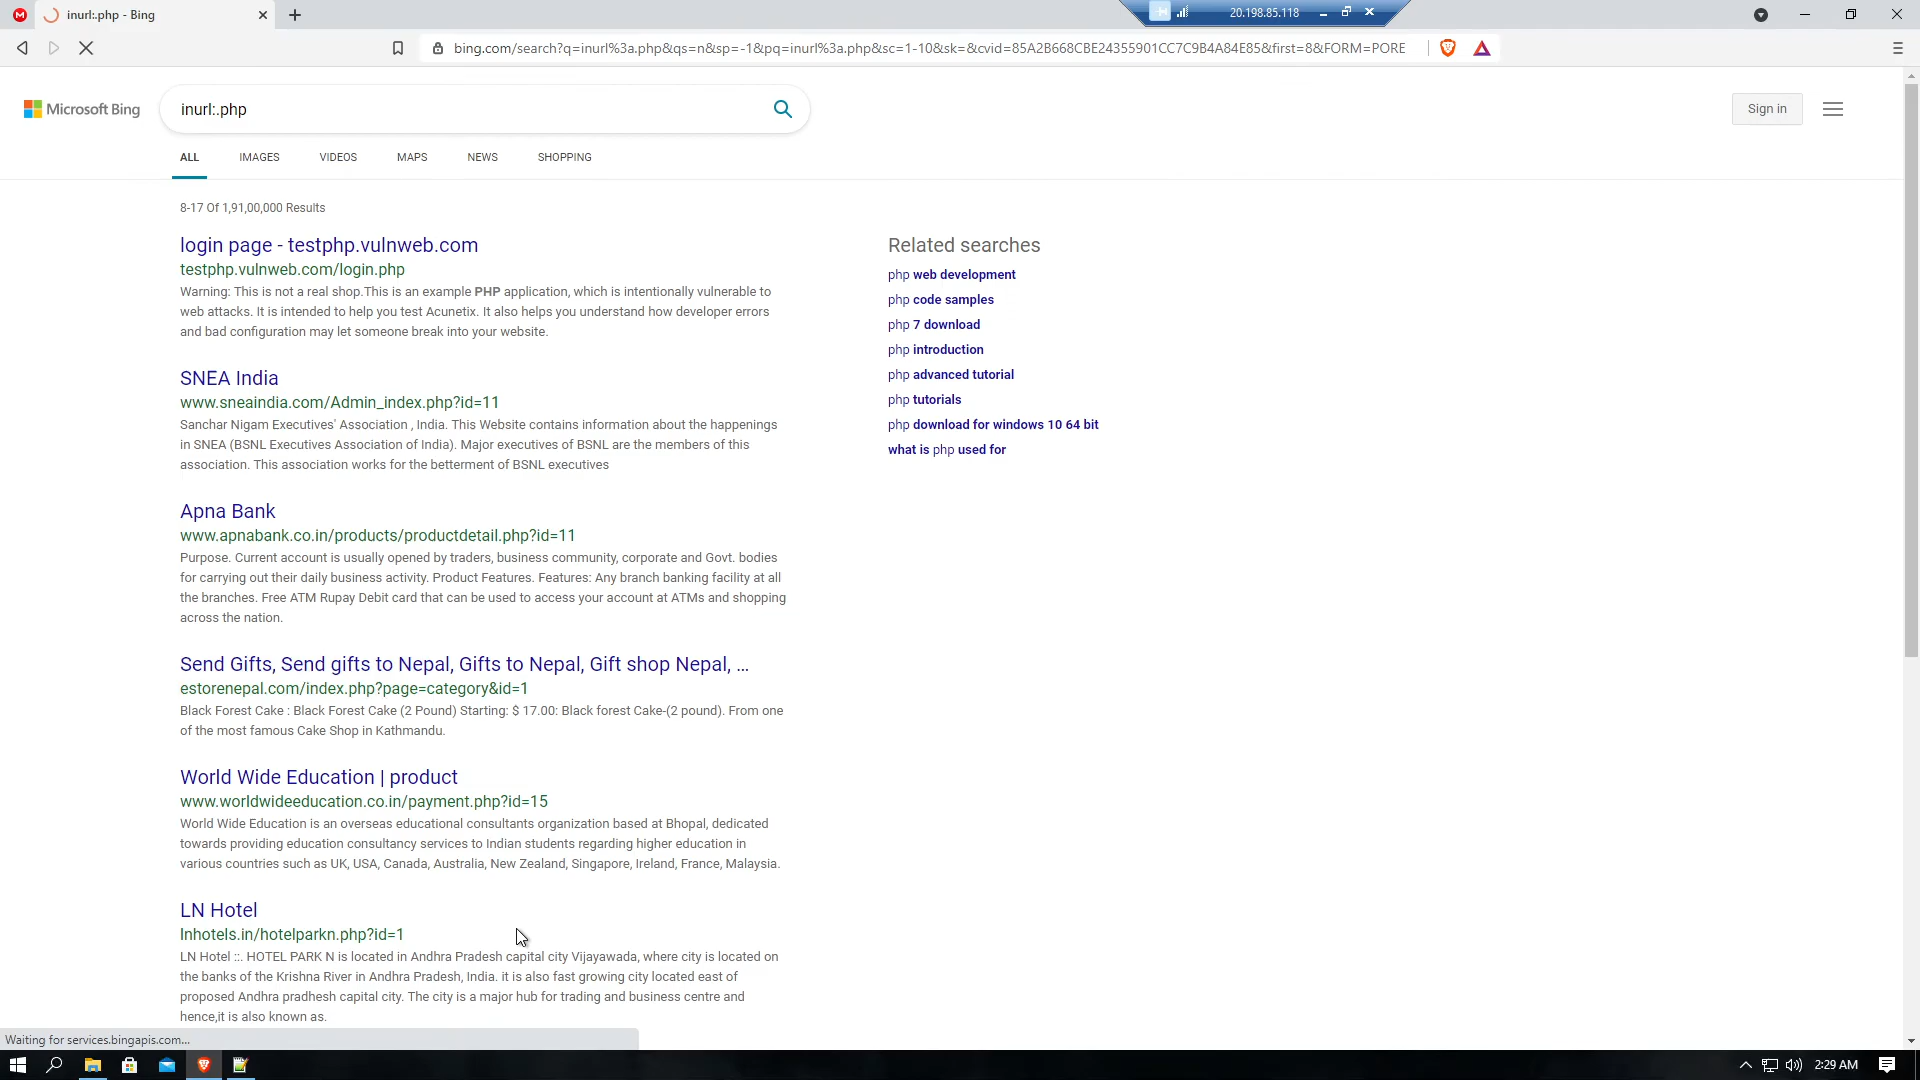 inurl:.php - Bing
20.198.85.118
bing.com/search?q=inurl%3a.php&qs=n&sp=-1&pq=inurl%3a.php&sc=1-10&sk=&cvid=85A2B668CBE24355901CC7C9B4A84E85&first=8&FORM=PORE
Microsoft Bing
inurl:.php
Sign in
ALL IMAGES VIDEOS MAPS NEWS SHOPPING
8-17 Of 1,91,00,000 Results
login page - testphp.vulnweb.com
testphp.vulnweb.com/login.php
Warning: This is not a real shop.This is an example PHP application, which is intentionally vulnerable to
web attacks. It is intended to help you test Acunetix. It also helps you understand how developer errors
and bad configuration may let someone break into your website.
SNEA India
www.sneaindia.com/Admin_index.php?id=11
Sanchar Nigam Executives' Association , India. This Website contains information about the happenings
in SNEA (BSNL Executives Association of India). Major executives of BSNL are the members of this
association. This association works for the betterment of BSNL executives
Apna Bank
www.apnabank.co.in/products/productdetail.php?id=11
Purpose. Current account is usually opened by traders, business community, corporate and Govt. bodies
for carrying out their daily business activity. Product Features. Features: Any branch banking facility at all
the branches. Free ATM Rupay Debit card that can be used to access your account at ATMs and shopping
across the nation.
Send Gifts, Send gifts to Nepal, Gifts to Nepal, Gift shop Nepal, ...
estorenepal.com/index.php?page=category&id=1
Black Forest Cake : Black Forest Cake (2 Pound) Starting: $ 17.00: Black forest Cake-(2 pound). From one
of the most famous Cake Shop in Kathmandu.
World Wide Education | product
www.worldwideeducation.co.in/payment.php?id=15
World Wide Education is an overseas educational consultants organization based at Bhopal, dedicated
towards providing education consultancy services to Indian students regarding higher education in
various countries such as UK, USA, Canada, Australia, New Zealand, Singapore, Ireland, France, Malaysia.
LN Hotel
lnhotels.in/hotelparkn.php?id=1
LN Hotel ::. HOTEL PARK N is located in Andhra Pradesh capital city Vijayawada, where city is located on
the banks of the Krishna River in Andhra Pradesh, India. it is also fast growing city located east of
proposed Andhra pradhesh capital city. The city is a major hub for trading and business centre and
hence,it is also known as.
Related searches
php web development
php code samples
php 7 download
php introduction
php advanced tutorial
php tutorials
php download for windows 10 64 bit
what is php used for
Waiting for services.bingapis.com...
2:29 AM